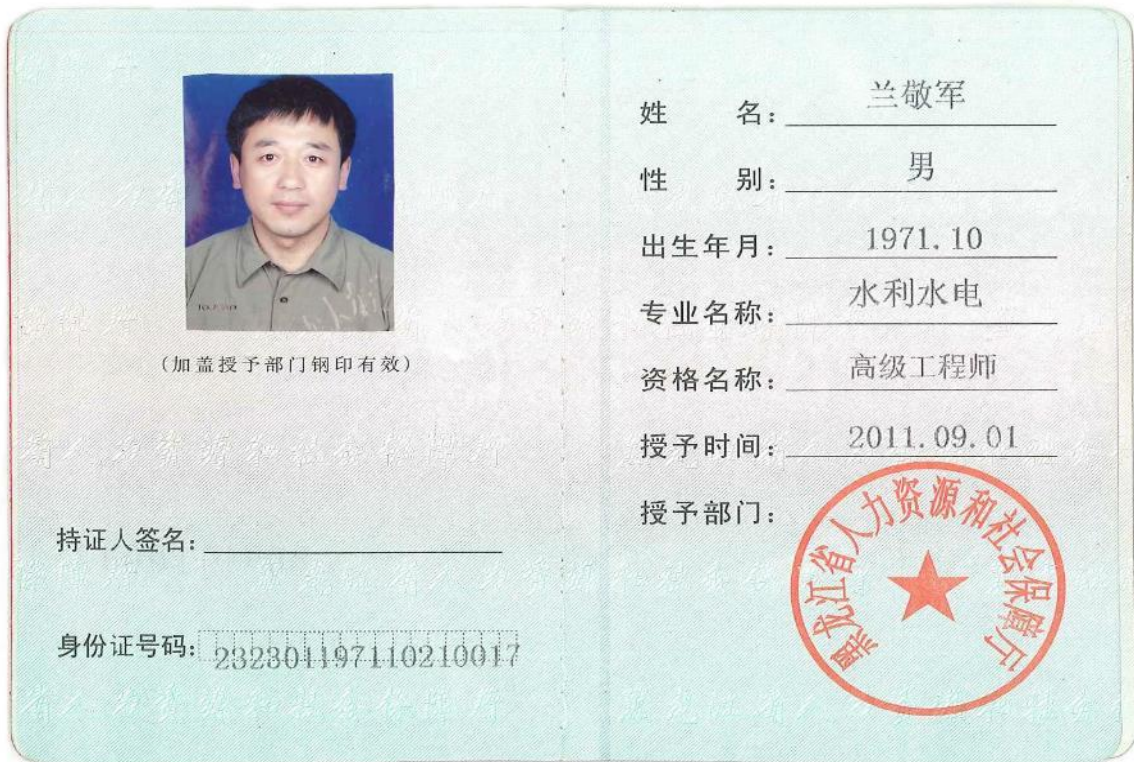 (加盖授予部门钢印有效)
持证人签名：
身份证号码：232301197110210017
姓 名：兰敬军
性 别：男
出生年月：1971.10
专业名称：水利水电
资格名称：高级工程师
授予时间：2011.09.01
授予部门：
黑龙江省人力资源和社会保障厅